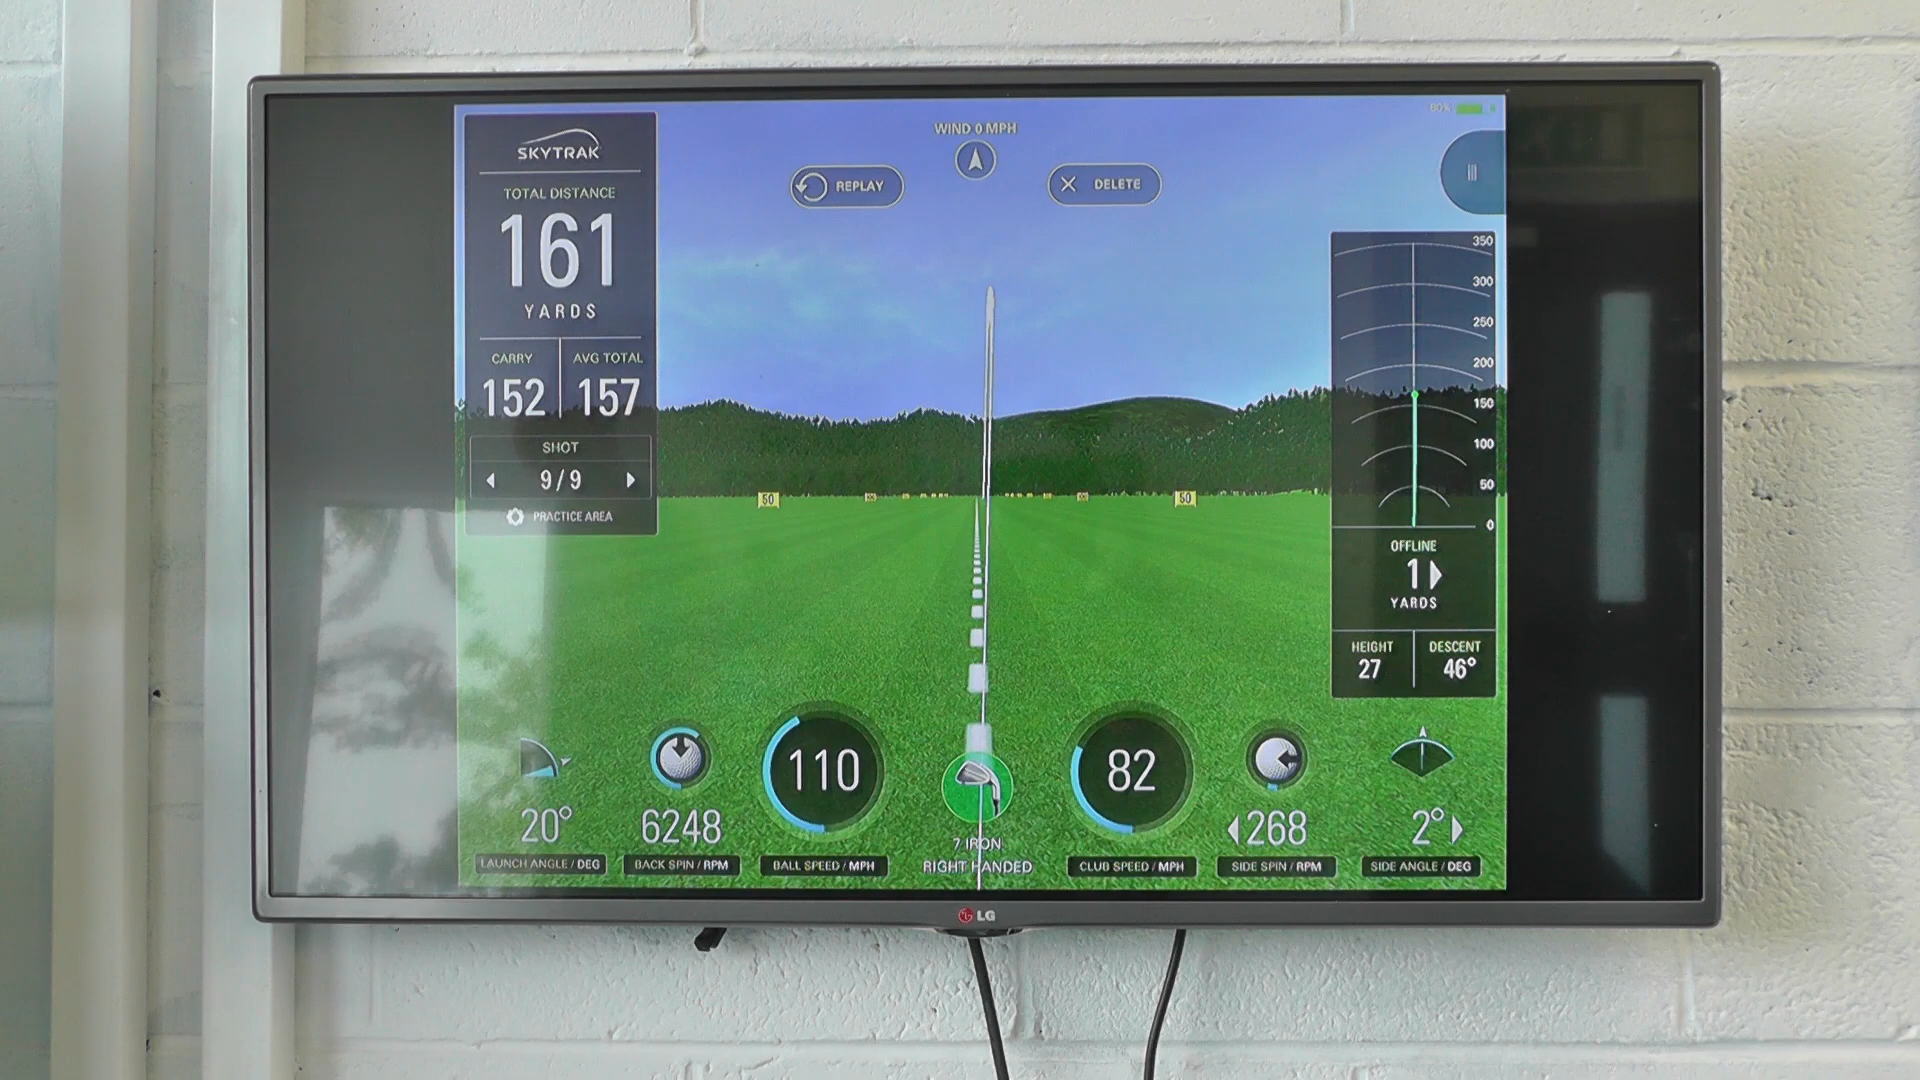 80%
WIND 0 MPH
SKYTRAK
REPLAY
DELETE
TOTAL DISTANCE
161
YARDS
CARRY
152
AVG TOTAL
157
SHOT
9/9
PRACTICE AREA
50
50
350
300
250
200
150
100
50
0
OFFLINE
1
YARDS
HEIGHT
27
DESCENT
46°
20°
LAUNCH ANGLE / DEG
6248
BACK SPIN / RPM
110
BALL SPEED / MPH
7 IRON
RIGHT HANDED
82
CLUB SPEED / MPH
268
SIDE SPIN / RPM
2°
SIDE ANGLE / DEG
LG